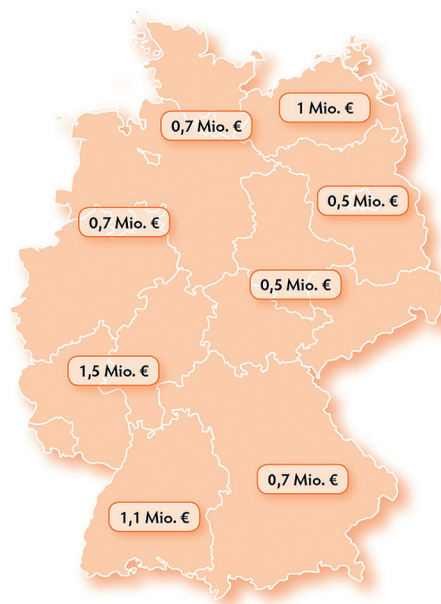 1 Mio. €
0,7 Mio. €
0,5 Mio. €
0,7 Mio. €
0,5 Mio. €
1,5 Mio. €
0,7 Mio. €
1,1 Mio. €